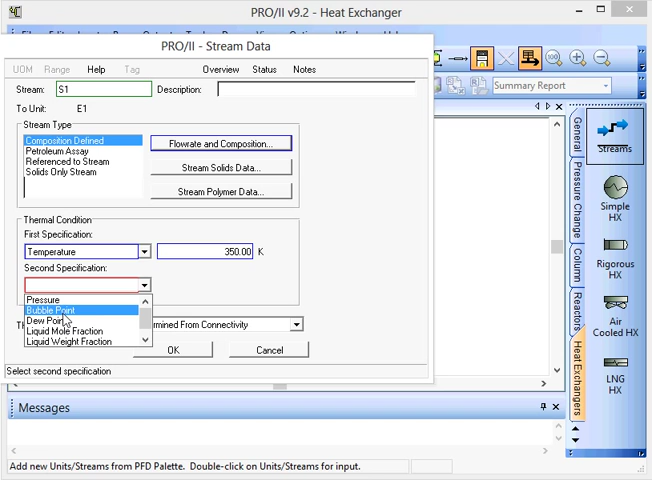 PRO/II v9.2 - Heat Exchanger
PRO/II - Stream Data
UOM Range Help Tag Overview Status Notes
Stream: S1 Description:
To Unit: E1
Stream Type
Composition Defined
Petroleum Assay
Referenced to Stream
Solids Only Stream
Flowrate and Composition...
Stream Solids Data...
Stream Polymer Data...
Thermal Condition
First Specification:
Temperature 350.00 K
Second Specification:
Pressure
Bubble Point
Dew Point
Liquid Mole Fraction
Liquid Weight Fraction
rmined From Connectivity
OK Cancel
Select second specification
Summary Report
General
Pressure Change
Column
Reactors
Heat Exchangers
Streams
Simple
HX
Rigorous
HX
Air
Cooled HX
LNG
HX
Messages
Add new Units/Streams from PFD Palette. Double-click on Units/Streams for input.